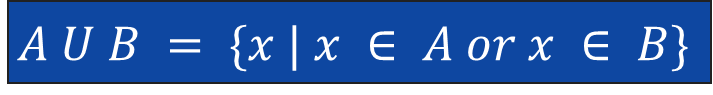 A U B = {x | x ∈ A or x ∈ B}